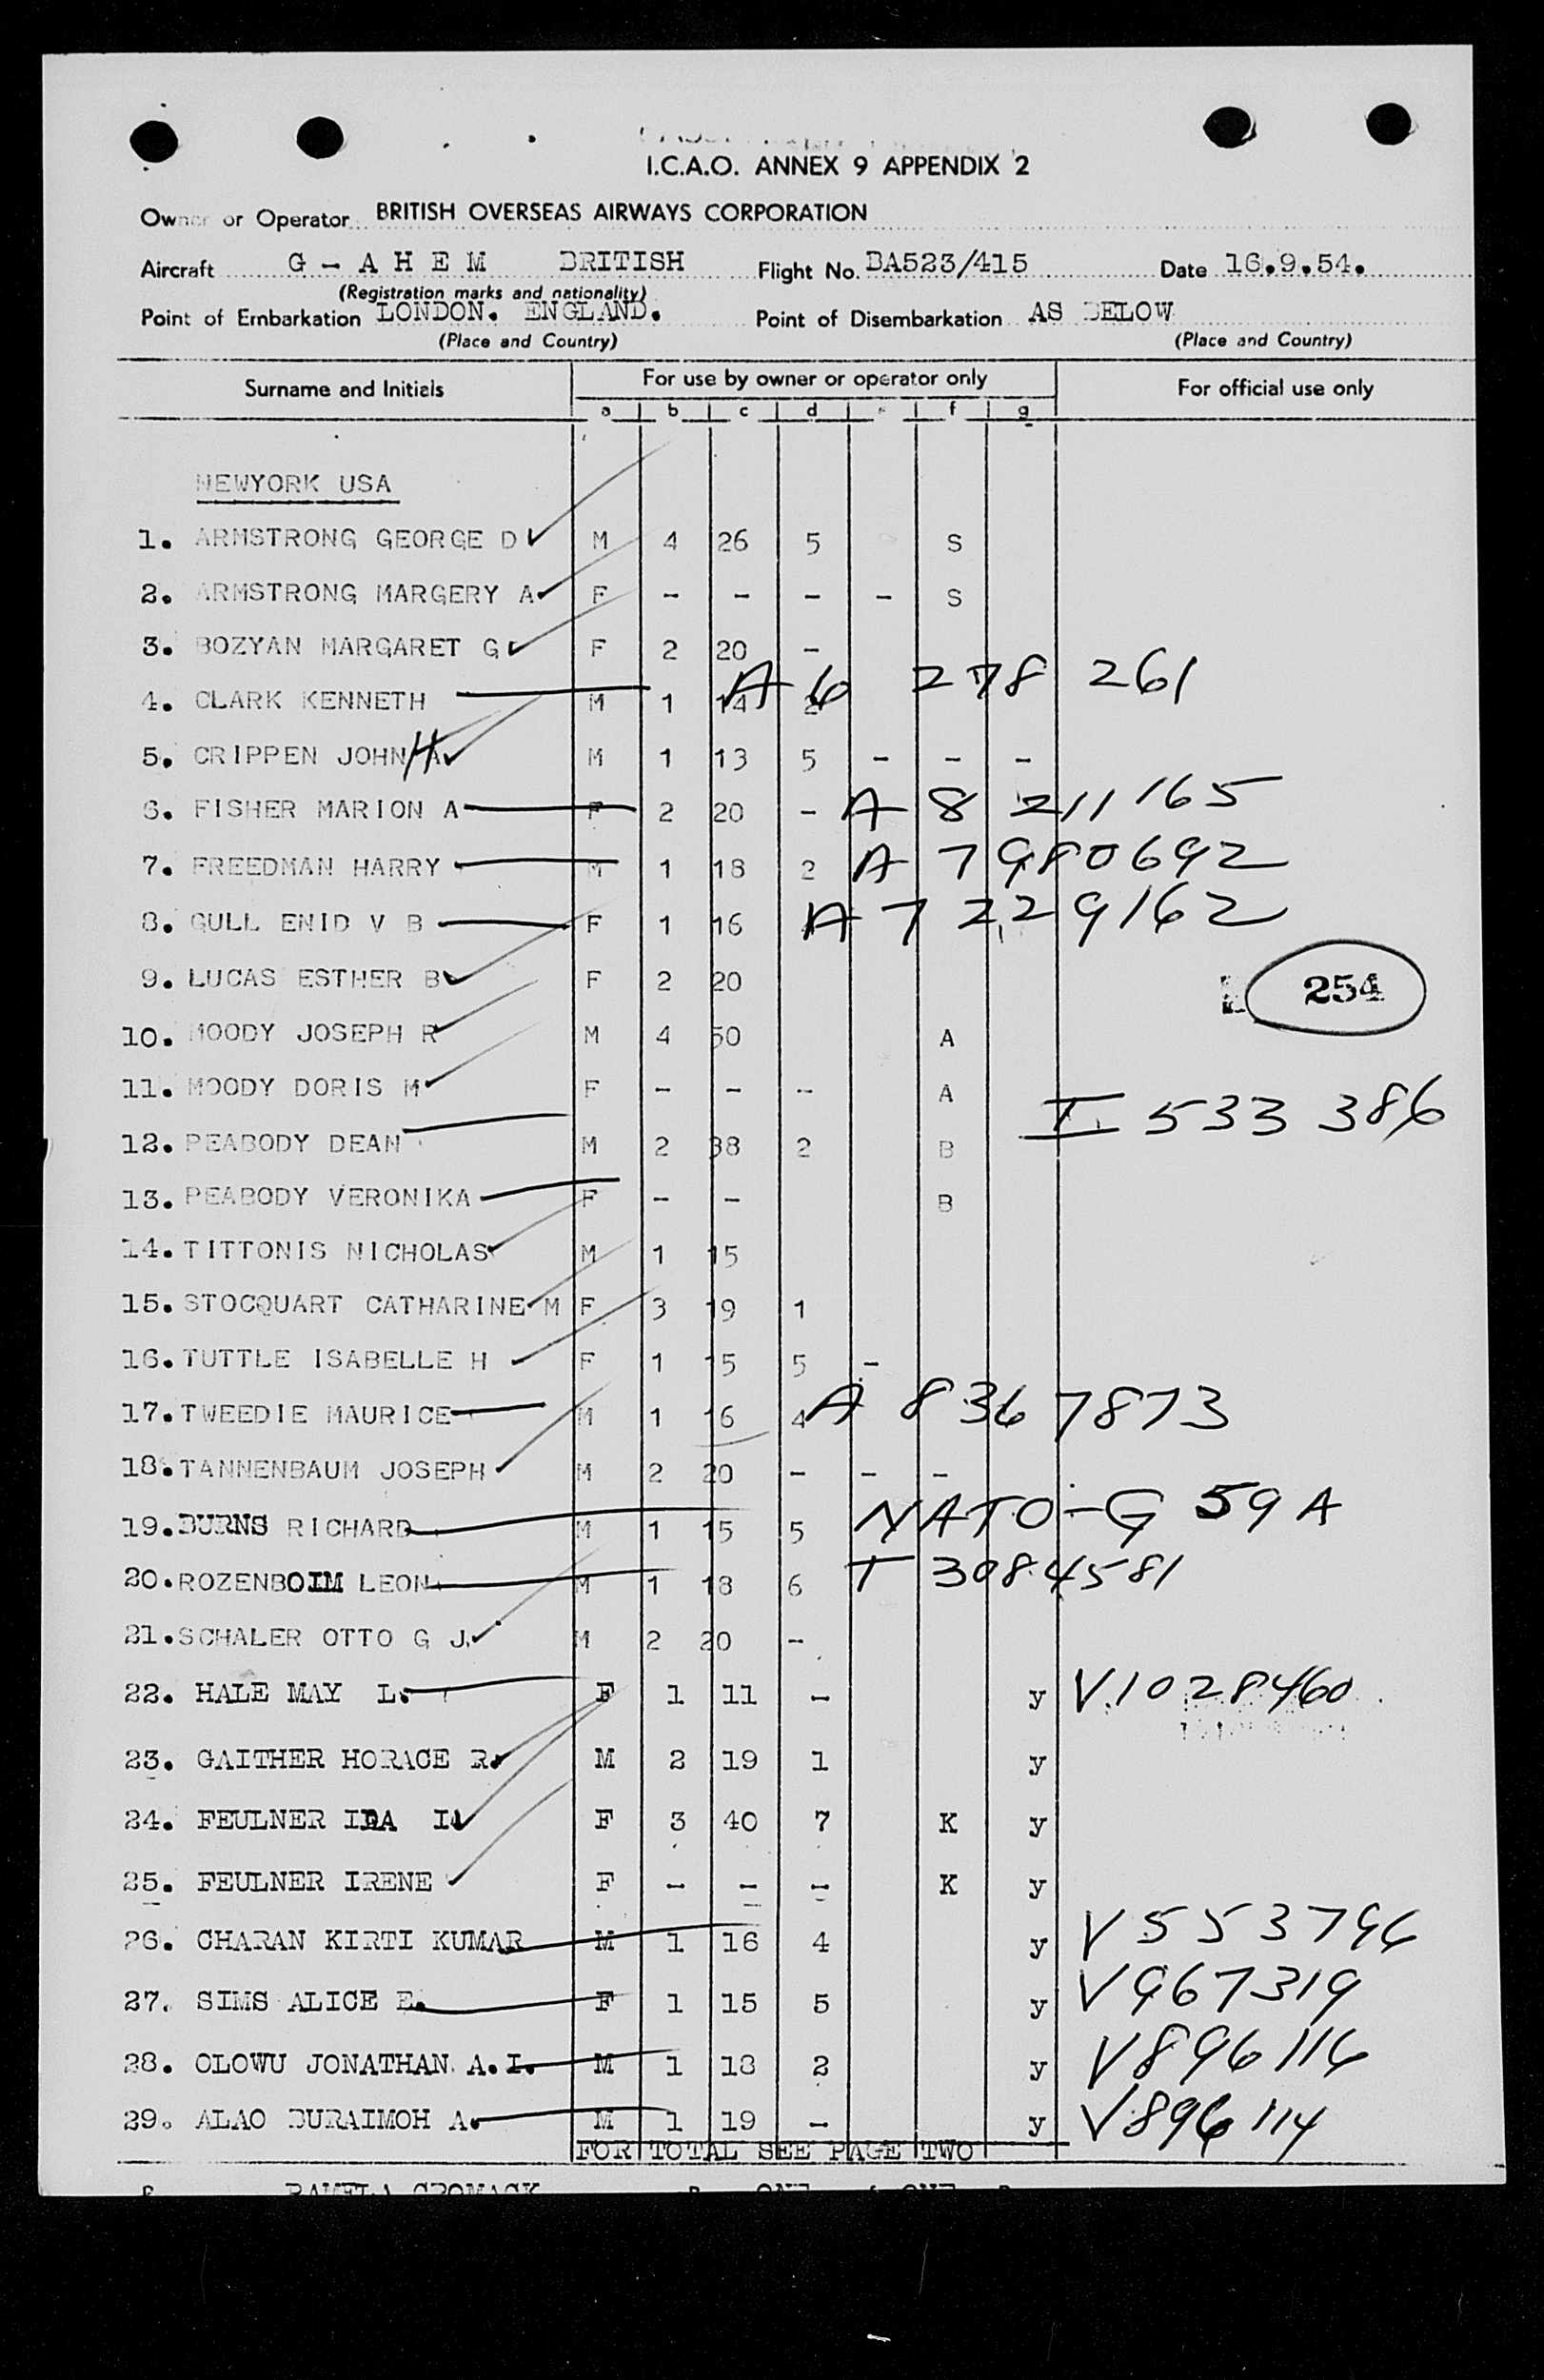 I.C.A.O. ANNEX 9 APPENDIX 2
Owner or Operator BRITISH OVERSEAS AIRWAYS CORPORATION
Aircraft G - A H E M BRITISH Flight No. BA523/415 Date 16.9.54.
(Registration marks and nationality)
Point of Embarkation LONDON. ENGLAND. Point of Disembarkation AS BELOW
(Place and Country) (Place and Country)
Surname and Initials For use by owner or operator only For official use only
a b c d f g
NEWYORK USA
1. ARMSTRONG GEORGE D M 4 26 5 S
2. ARMSTRONG MARGERY A F - - - - S
3. BOZYAN MARGARET G F 2 20 -
4. CLARK KENNETH M 1 14 2 A 6 278 261
5. CRIPPEN JOHN H M 1 13 5 - - -
6. FISHER MARION A F 2 20 - A 8 211 165
7. FREEDMAN HARRY M 1 18 2 A 7980692
8. GULL ENID V B F 1 16 A 7 229162
9. LUCAS ESTHER B F 2 20
254
10. MOODY JOSEPH R M 4 50 A
11. MOODY DORIS M F - - - A
12. PEABODY DEAN M 2 38 2 B I 533 386
13. PEABODY VERONIKA F - - B
14. TITTONIS NICHOLAS M 1 15
15. STOCQUART CATHARINE M F 3 19 1
16. TUTTLE ISABELLE H F 1 15 5 -
17. TWEEDIE MAURICE M 1 16 4 A 8367873
18. TANNENBAUM JOSEPH M 2 20 - - -
19. BURNS RICHARD M 1 15 5 NATO-G 59 A
20. ROZENBOIM LEON M 1 18 6 T 3084581
21. SCHALER OTTO G J. M 2 20 -
22. HALE MAY L. F 1 11 - y V.1028460
23. GAITHER HORACE R. M 2 19 1 y
24. FEULNER IDA F 3 40 7 K y
25. FEULNER IRENE F - - - K y
26. CHARAN KIRTI KUMAR M 1 16 4 y V 553796
27. SIMS ALICE E. F 1 15 5 y V967319
28. OLOWU JONATHAN A.I. M 1 18 2 y V896116
29. ALAO DURAIMOH A. M 1 19 - y V896114
FOR TOTAL SEE PAGE TWO